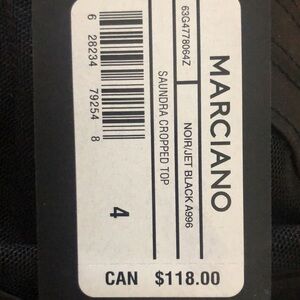 MARCIANO
63G4778064Z
NOIR/JET BLACK A996
SAUNDRA CROPPED TOP
6 28234 79254 8
4
CAN $118.00